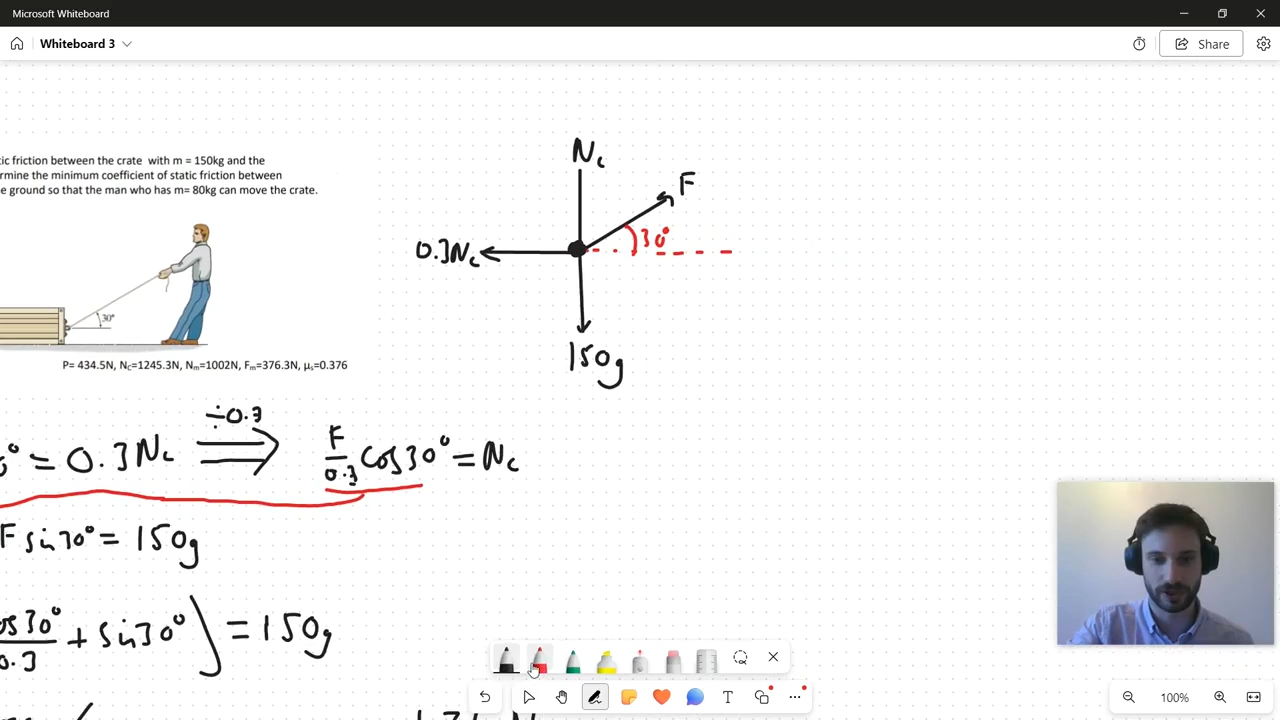 Microsoft Whiteboard
Whiteboard 3
Share
tic friction between the crate with m = 150kg and the
rmine the minimum coefficient of static friction between
e ground so that the man who has m= 80kg can move the crate.
30°
P= 434.5N, Nc=1245.3N, Nm=1002N, Fm=376.3N, μs=0.376
Nc
F
30°
0.3Nc
150g
÷0.3
° = 0.3Nc ⟹ F/0.3 cos30° = Nc
F sin30° = 150g
os30°/0.3 + sin30° ) = 150g
100%